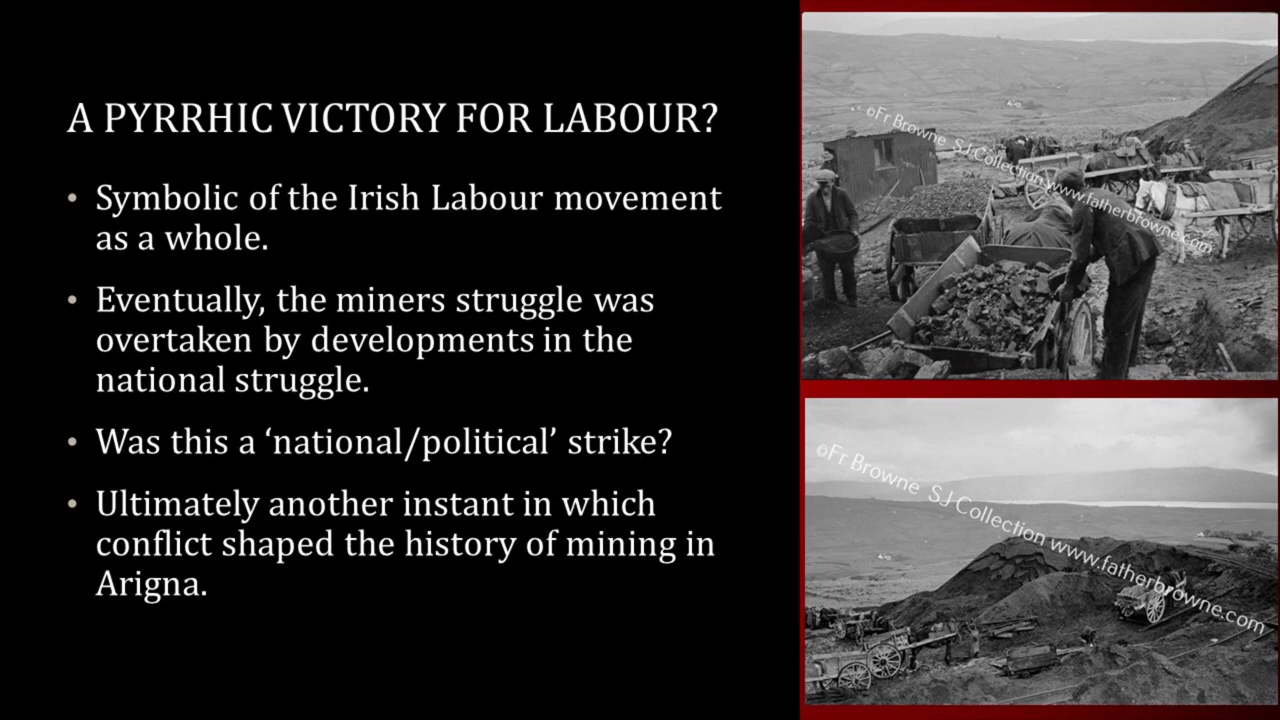 A PYRRHIC VICTORY FOR LABOUR?
• Symbolic of the Irish Labour movement
as a whole.
• Eventually, the miners struggle was
overtaken by developments in the
national struggle.
• Was this a ‘national/political’ strike?
• Ultimately another instant in which
conflict shaped the history of mining in
Arigna.
©Fr Browne SJ Collection www.fatherbrowne.com
©Fr Browne SJ Collection www.fatherbrowne.com